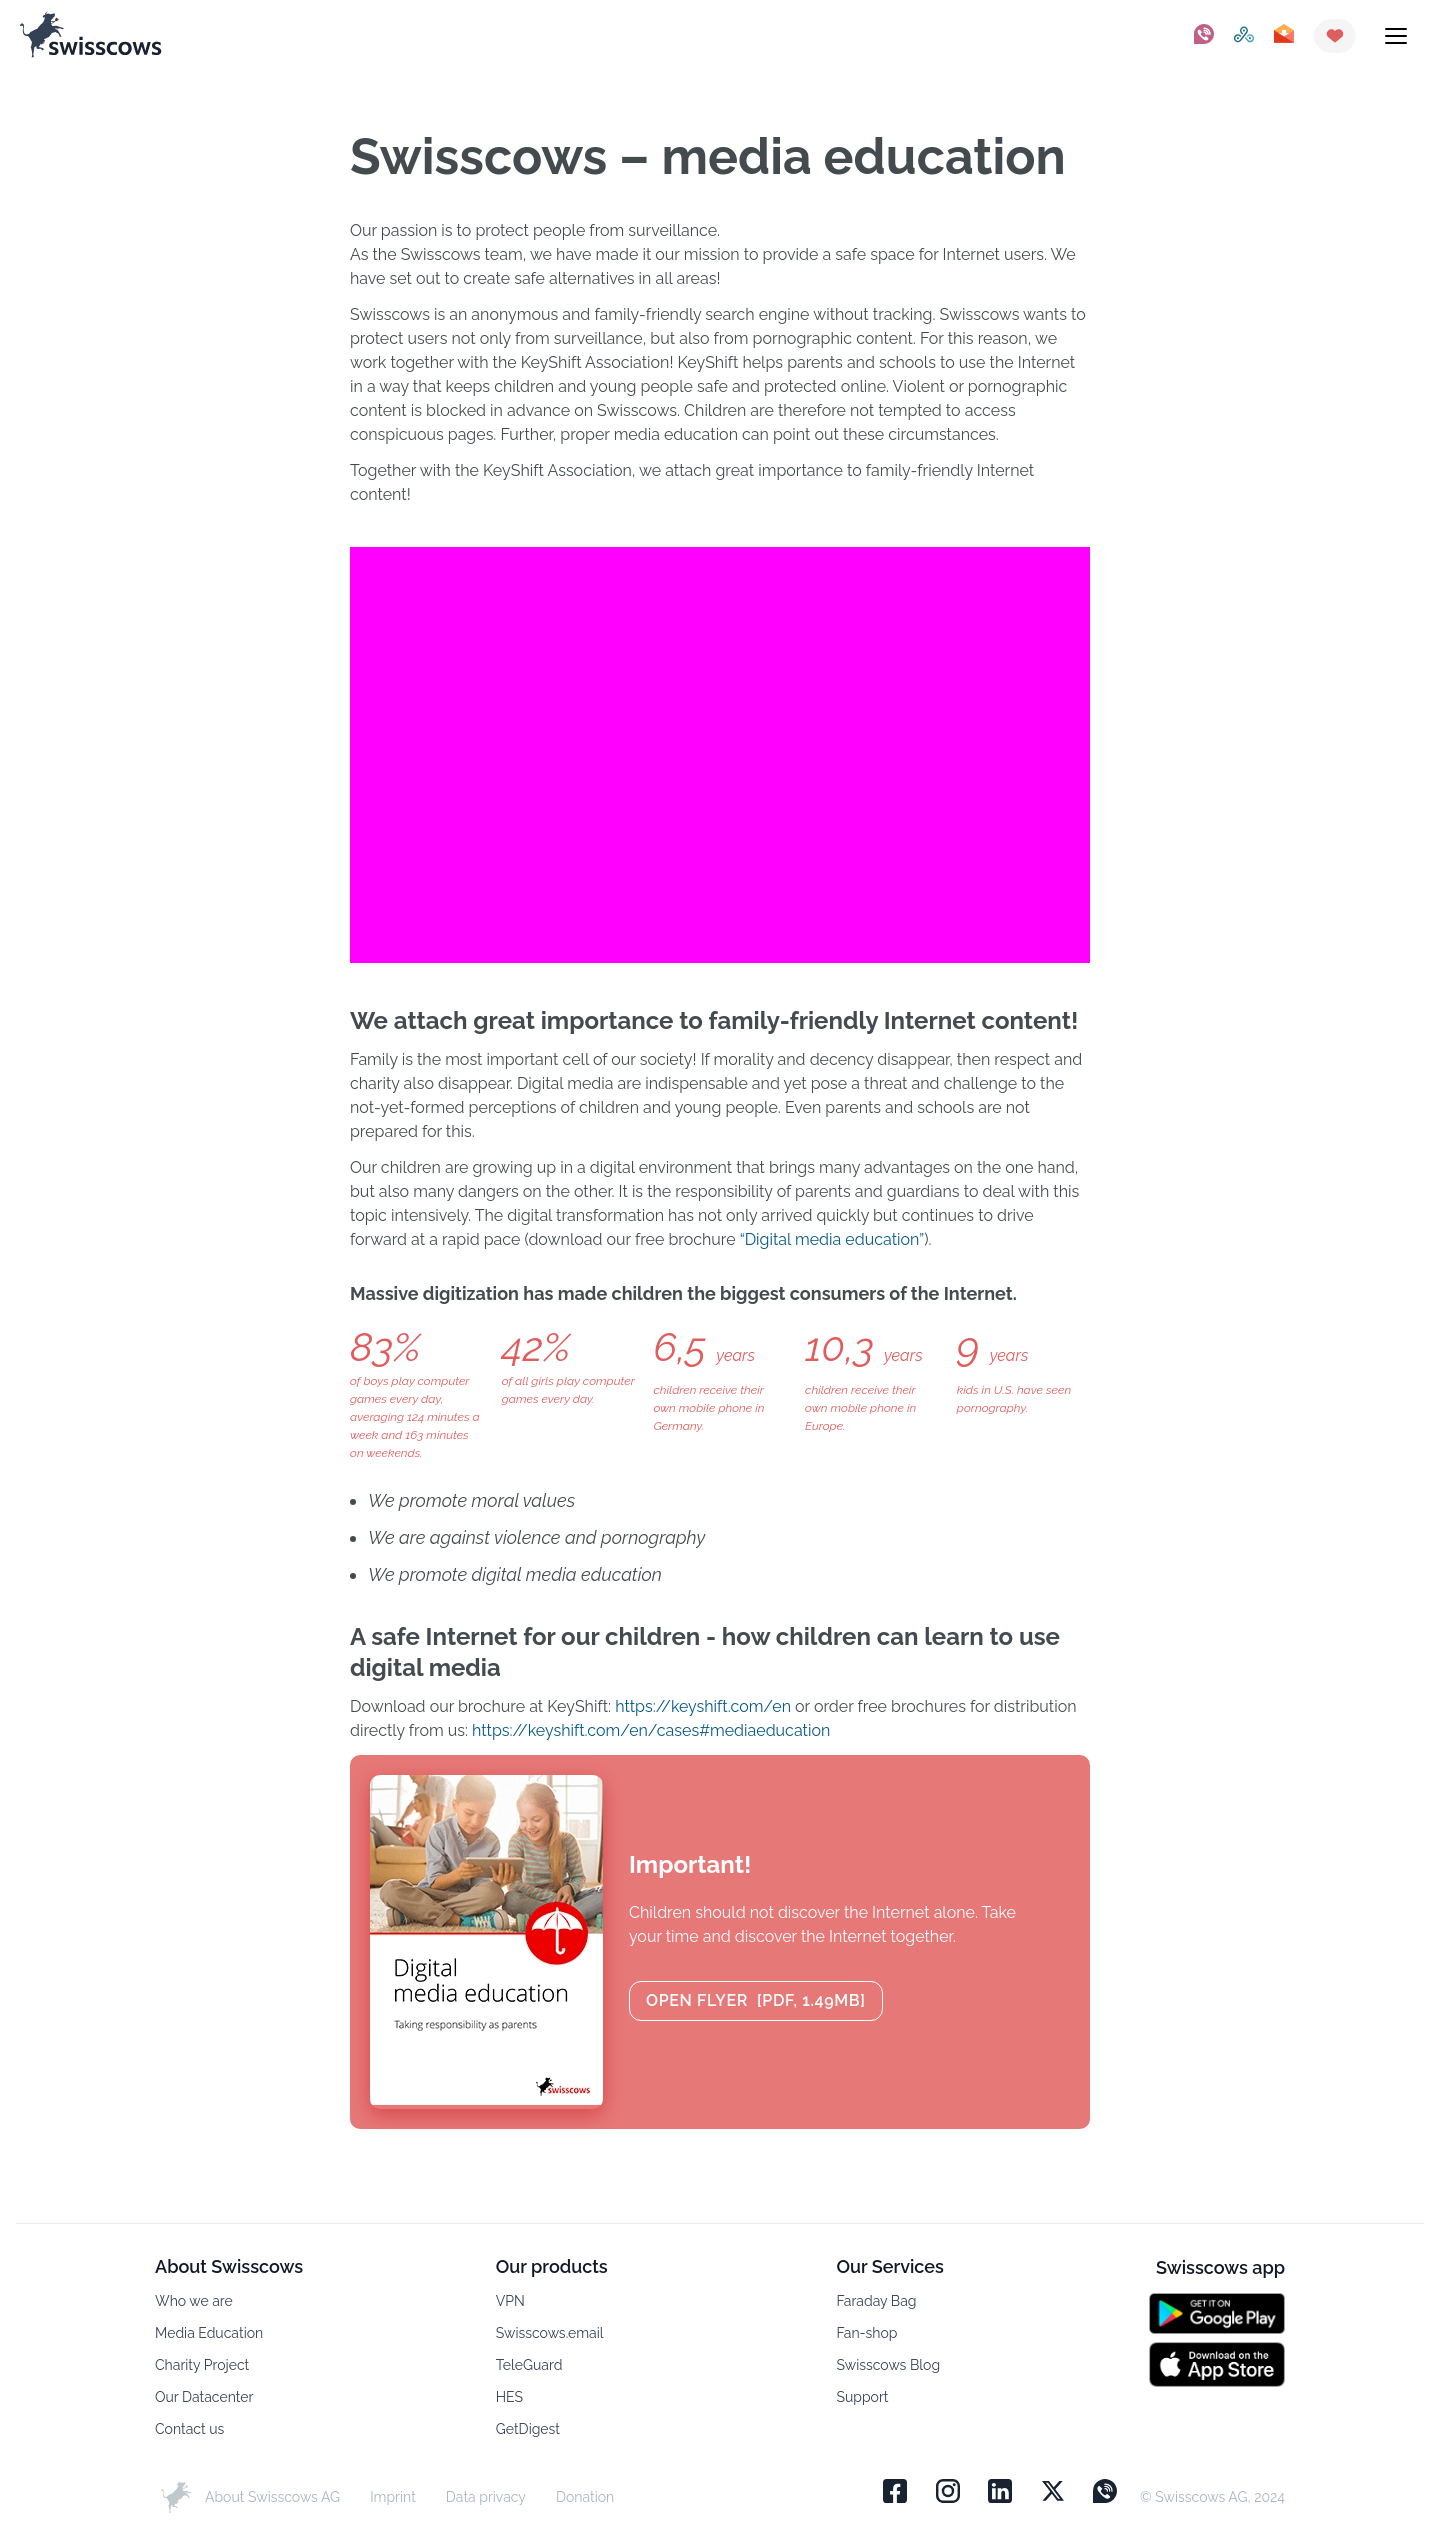 swisscows
Swisscows – media education
Our passion is to protect people from surveillance.
As the Swisscows team, we have made it our mission to provide a safe space for Internet users. We
have set out to create safe alternatives in all areas!
Swisscows is an anonymous and family-friendly search engine without tracking. Swisscows wants to
protect users not only from surveillance, but also from pornographic content. For this reason, we
work together with the KeyShift Association! KeyShift helps parents and schools to use the Internet
in a way that keeps children and young people safe and protected online. Violent or pornographic
content is blocked in advance on Swisscows. Children are therefore not tempted to access
conspicuous pages. Further, proper media education can point out these circumstances.
Together with the KeyShift Association, we attach great importance to family-friendly Internet
content!
We attach great importance to family-friendly Internet content!
Family is the most important cell of our society! If morality and decency disappear, then respect and
charity also disappear. Digital media are indispensable and yet pose a threat and challenge to the
not-yet-formed perceptions of children and young people. Even parents and schools are not
prepared for this.
Our children are growing up in a digital environment that brings many advantages on the one hand,
but also many dangers on the other. It is the responsibility of parents and guardians to deal with this
topic intensively. The digital transformation has not only arrived quickly but continues to drive
forward at a rapid pace (download our free brochure “Digital media education”).
Massive digitization has made children the biggest consumers of the Internet.
83%
of boys play computer
games every day,
averaging 124 minutes a
week and 163 minutes
on weekends.
42%
of all girls play computer
games every day.
6,5 years
children receive their
own mobile phone in
Germany.
10,3 years
children receive their
own mobile phone in
Europe.
9 years
kids in U.S. have seen
pornography.
• We promote moral values
• We are against violence and pornography
• We promote digital media education
A safe Internet for our children - how children can learn to use
digital media
Download our brochure at KeyShift: https://keyshift.com/en or order free brochures for distribution
directly from us: https://keyshift.com/en/cases#mediaeducation
Digital
media education
Taking responsibility as parents
swisscows
Important!
Children should not discover the Internet alone. Take
your time and discover the Internet together.
OPEN FLYER [PDF, 1.49MB]
About Swisscows
Who we are
Media Education
Charity Project
Our Datacenter
Contact us
Our products
VPN
Swisscows.email
TeleGuard
HES
GetDigest
Our Services
Faraday Bag
Fan-shop
Swisscows Blog
Support
Swisscows app
GET IT ON
Google Play
Download on the
App Store
About Swisscows AG Imprint Data privacy Donation
© Swisscows AG, 2024